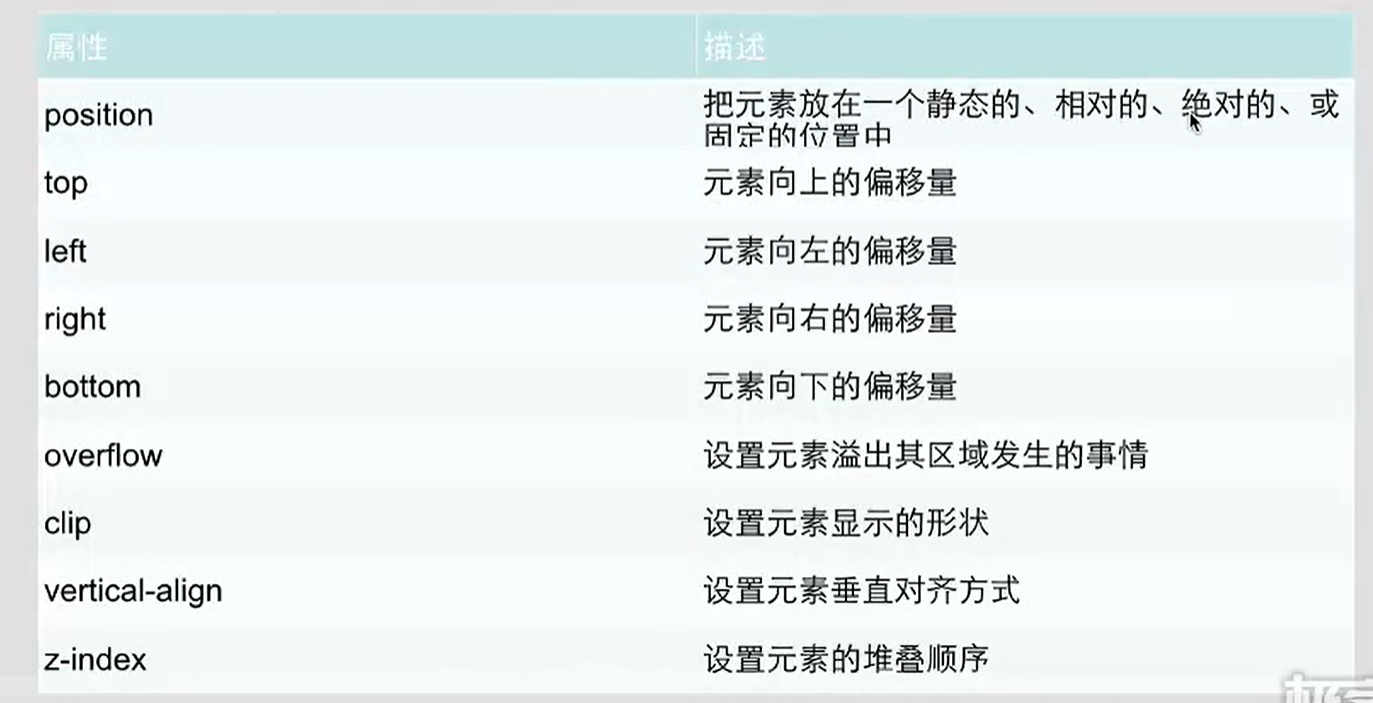 属性 描述
position 把元素放在一个静态的、相对的、绝对的、或
固定的位置中
top 元素向上的偏移量
left 元素向左的偏移量
right 元素向右的偏移量
bottom 元素向下的偏移量
overflow 设置元素溢出其区域发生的事情
clip 设置元素显示的形状
vertical-align 设置元素垂直对齐方式
z-index 设置元素的堆叠顺序